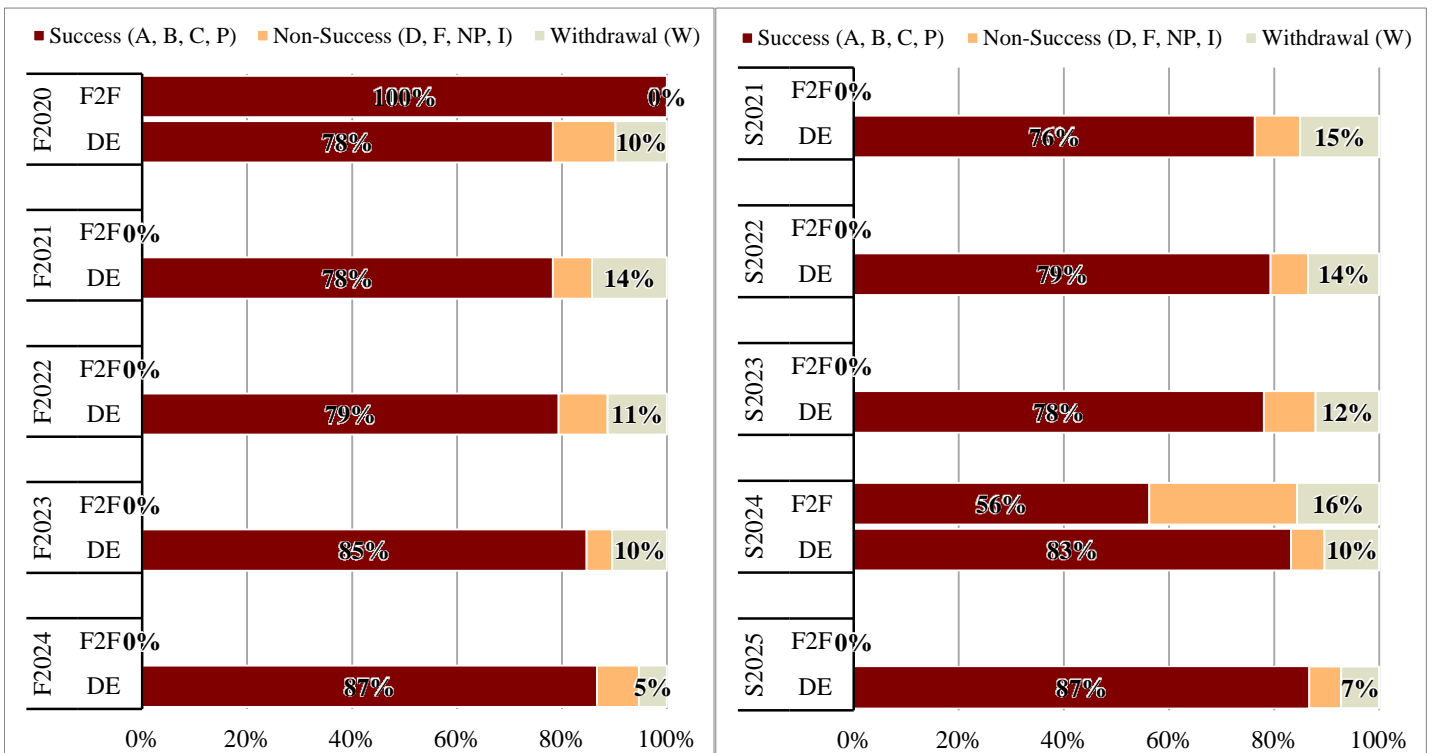 Success (A, B, C, P) Non-Success (D, F, NP, I) Withdrawal (W)
F2020
F2F 100% 0%
DE 78% 10%
F2021
F2F 0%
DE 78% 14%
F2022
F2F 0%
DE 79% 11%
F2023
F2F 0%
DE 85% 10%
F2024
F2F 0%
DE 87% 5%
0% 20% 40% 60% 80% 100%
Success (A, B, C, P) Non-Success (D, F, NP, I) Withdrawal (W)
S2021
F2F 0%
DE 76% 15%
S2022
F2F 0%
DE 79% 14%
S2023
F2F 0%
DE 78% 12%
S2024
F2F 56% 16%
DE 83% 10%
S2025
F2F 0%
DE 87% 7%
0% 20% 40% 60% 80% 100%